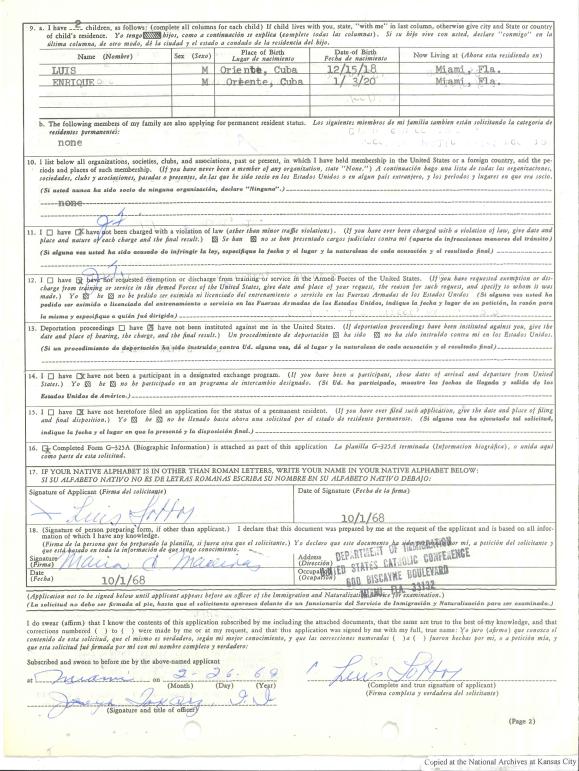 9. a. I have 2 children, as follows: (complete all columns for each child) If child lives with you, state, "with me" in last column, otherwise give city and State or country
of child's residence. Yo tengo hijos, como a continuación se explica (complete todas las columnas). Si su hijo vive con usted, declare "conmigo" en la
última columna, de otro modo, dé la ciudad y el estado o condado de la residencia del hijo.
Name (Nombre) Sex (Sexo) Place of Birth Lugar de nacimiento Date of Birth Fecha de nacimiento Now Living at (Ahora esta residiendo en)
LUIS M Oriente, Cuba 12/15/18 Miami, Fla.
ENRIQUE M Oriente, Cuba 1/ 3/20 Miami, Fla.
b. The following members of my family are also applying for permanent resident status. Los siguientes miembros de mi familia tambien están solicitando la categoria de
residentes permanentes:
none
10. I list below all organizations, societies, clubs, and associations, past or present, in which I have held membership in the United States or a foreign country, and the pe-
riods and places of such membership. (If you have never been a member of any organization, state "None.") A continuación hago una lista de todas las organizaciones,
sociedades, clubs y asociaciones, pasadas o presentes, de las que he sido socio en los Estados Unidos o en algún país extranjero, y los períodos y lugares en que era socio.
(Si usted nunca ha sido socio de ninguna organización, declare "Ninguna").
none
11. I have have not been charged with a violation of law (other than minor traffic violations). (If you have ever been charged with a violation of law, give date and
place and nature of each charge and the final result.) Se han no se han presentado cargos judiciales contra mi (aparte de infracciones menores del tránsito)
(Si alguna vez usted ha sido acusado de infringir la ley, especifique la fecha y el lugar y la naturaleza de cada acusación y el resultado final)
12. I have have not requested exemption or discharge from training or service in the Armed Forces of the United States. (If you have requested exemption or dis-
charge from training or service in the Armed Forces of the United States, give date and place of your request, the reason for such request, and specify to whom it was
made.) Yo he no he pedido ser eximido ni licenciado del entrenamiento o servicio en las Fuerzas Armadas de los Estados Unidos (Si alguna vez usted ha
pedido ser eximido o licenciado de entrenamiento o servicio en las Fuerzas Armadas de los Estados Unidos, indique la fecha y lugar de su petición, la razón para
la misma y especifique a quién fué dirigida)
13. Deportation proceedings have have not been instituted against me in the United States. (If deportation proceedings have been instituted against you, give the
date and place of hearing, the charge, and the final result.) Un procedimiento de deportación ha sido no ha sido instituido contra mi en los Estados Unidos.
(Si un procedimiento de deportación ha sido instituido contra Ud. alguna vez, dé el lugar y la naturaleza de cada acusación y el resultado final)
14. I have have not been a participant in a designated exchange program. (If you have been a participant, show dates of arrival and departure from United
States.) Yo he no he participado en un programa de intercambio designado. (Si Ud. ha participado, muestre las fechas de llegada y salida de los
Estados Unidos de América.)
15. I have have not heretofore filed an application for the status of a permanent resident. (If you have ever filed such application, give the date and place of filing
and final disposition.) Yo he no he llenado hasta ahora una solicitud por el estado de residente permanente. (Si alguna vez ha ejecutado tal solicitud,
indique la fecha y el lugar en que la presentó y la disposición final.)
16. Completed Form G-325A (Biographic Information) is attached as part of this application La planilla G-325A terminada (Información biográfica), va unida aquí
como parte de esta solicitud.
17. IF YOUR NATIVE ALPHABET IS IN OTHER THAN ROMAN LETTERS, WRITE YOUR NAME IN YOUR NATIVE ALPHABET BELOW:
SI SU ALFABETO NATIVO NO ES DE LETRAS ROMANAS ESCRIBA SU NOMBRE EN SU ALFABETO NATIVO DEBAJO:
Signature of Applicant (Firma del solicitante) Date of Signature (Fecha de la firma)
10/1/68
18. (Signature of person preparing form, if other than applicant.) I declare that this document was prepared by me at the request of the applicant and is based on all infor-
mation of which I have any knowledge.
(Firma de la persona que ha preparado la planilla, si fuera otra que el solicitante.) Yo declaro que este documento ha sido preparado por mi, a petición del solicitante y
que está basado en toda la información de que tengo conocimiento.
Signature (Firma) Maria Address (Dirección)
DEPARTMENT OF IMMIGRATION
UNITED STATES CATHOLIC CONFERENCE
600 BISCAYNE BOULEVARD
MIAMI, FLA 33132
Date (Fecha) 10/1/68 Occupation (Ocupación)
(Application not to be signed below until applicant appears before an officer of the Immigration and Naturalization Service for examination.)
(La solicitud no debe ser firmada al pie, hasta que el solicitante aparezca delante de un funcionario del Servicio de Inmigración y Naturalización para ser examinado.)
I do swear (affirm) that I know the contents of this application subscribed by me including the attached documents, that the same are true to the best of my knowledge, and that
corrections numbered ( ) to ( ) were made by me or at my request, and that this application was signed by me with my full, true name: Yo juro (afirmo) que conozco el
contenido de esta solicitud, que el mismo es verdadero, según mi mejor conocimiento, y que las correcciones numeradas ( ) a ( ) fueron hechas por mi, o a petición mía, y
que esta solicitud fué firmada por mi con mi nombre completo y verdadero:
Subscribed and sworn to before me by the above-named applicant
at Miami on 2-26-69
(Month) (Day) (Year)
(Complete and true signature of applicant)
(Firma completa y verdadera del solicitante)
(Signature and title of officer)
(Page 2)
Copied at the National Archives at Kansas City